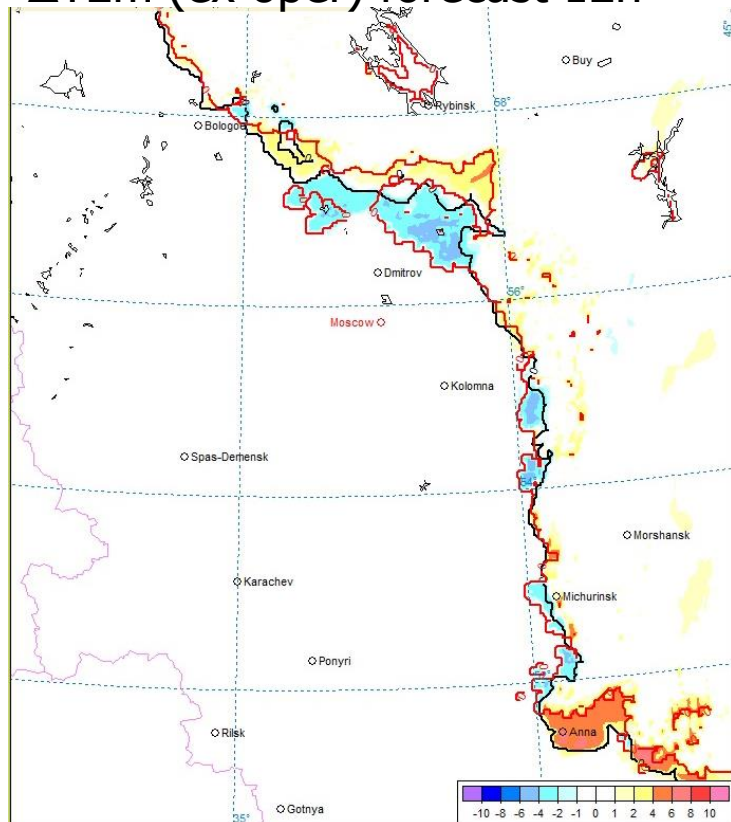 45°
Buy
58°
Rybinsk
Bologoe
Dmitrov
56°
Moscow
Kolomna
Spas-Demensk
54°
Morshansk
Karachev
Michurinsk
Ponyri
Rilsk
Anna
35°
Gotnya
-10 -8 -6 -4 -2 -1 0 1 2 4 6 8 10